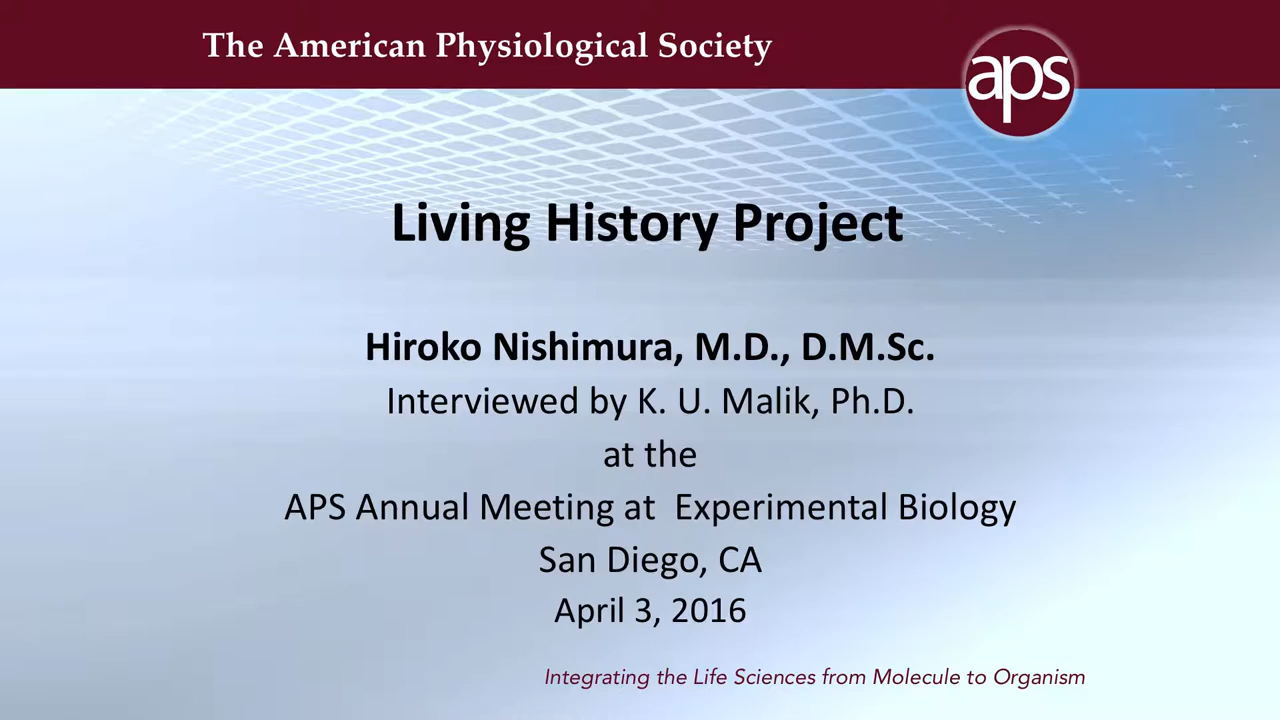 The American Physiological Society
aps
Living History Project
Hiroko Nishimura, M.D., D.M.Sc.
Interviewed by K. U. Malik, Ph.D.
at the
APS Annual Meeting at  Experimental Biology
San Diego, CA
April 3, 2016
Integrating the Life Sciences from Molecule to Organism